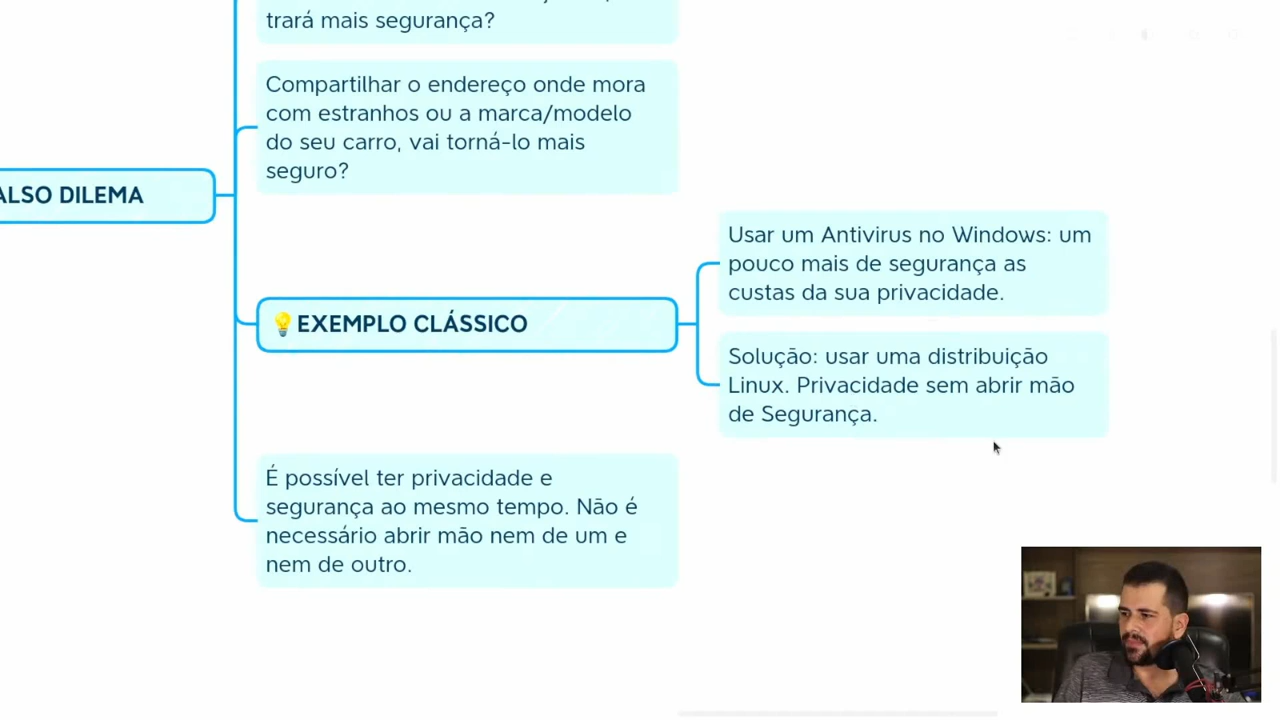 trará mais segurança?
Compartilhar o endereço onde mora
com estranhos ou a marca/modelo
do seu carro, vai torná-lo mais
seguro?
ALSO DILEMA
Usar um Antivirus no Windows: um
pouco mais de segurança as
custas da sua privacidade.
EXEMPLO CLÁSSICO
Solução: usar uma distribuição
Linux. Privacidade sem abrir mão
de Segurança.
É possível ter privacidade e
segurança ao mesmo tempo. Não é
necessário abrir mão nem de um e
nem de outro.